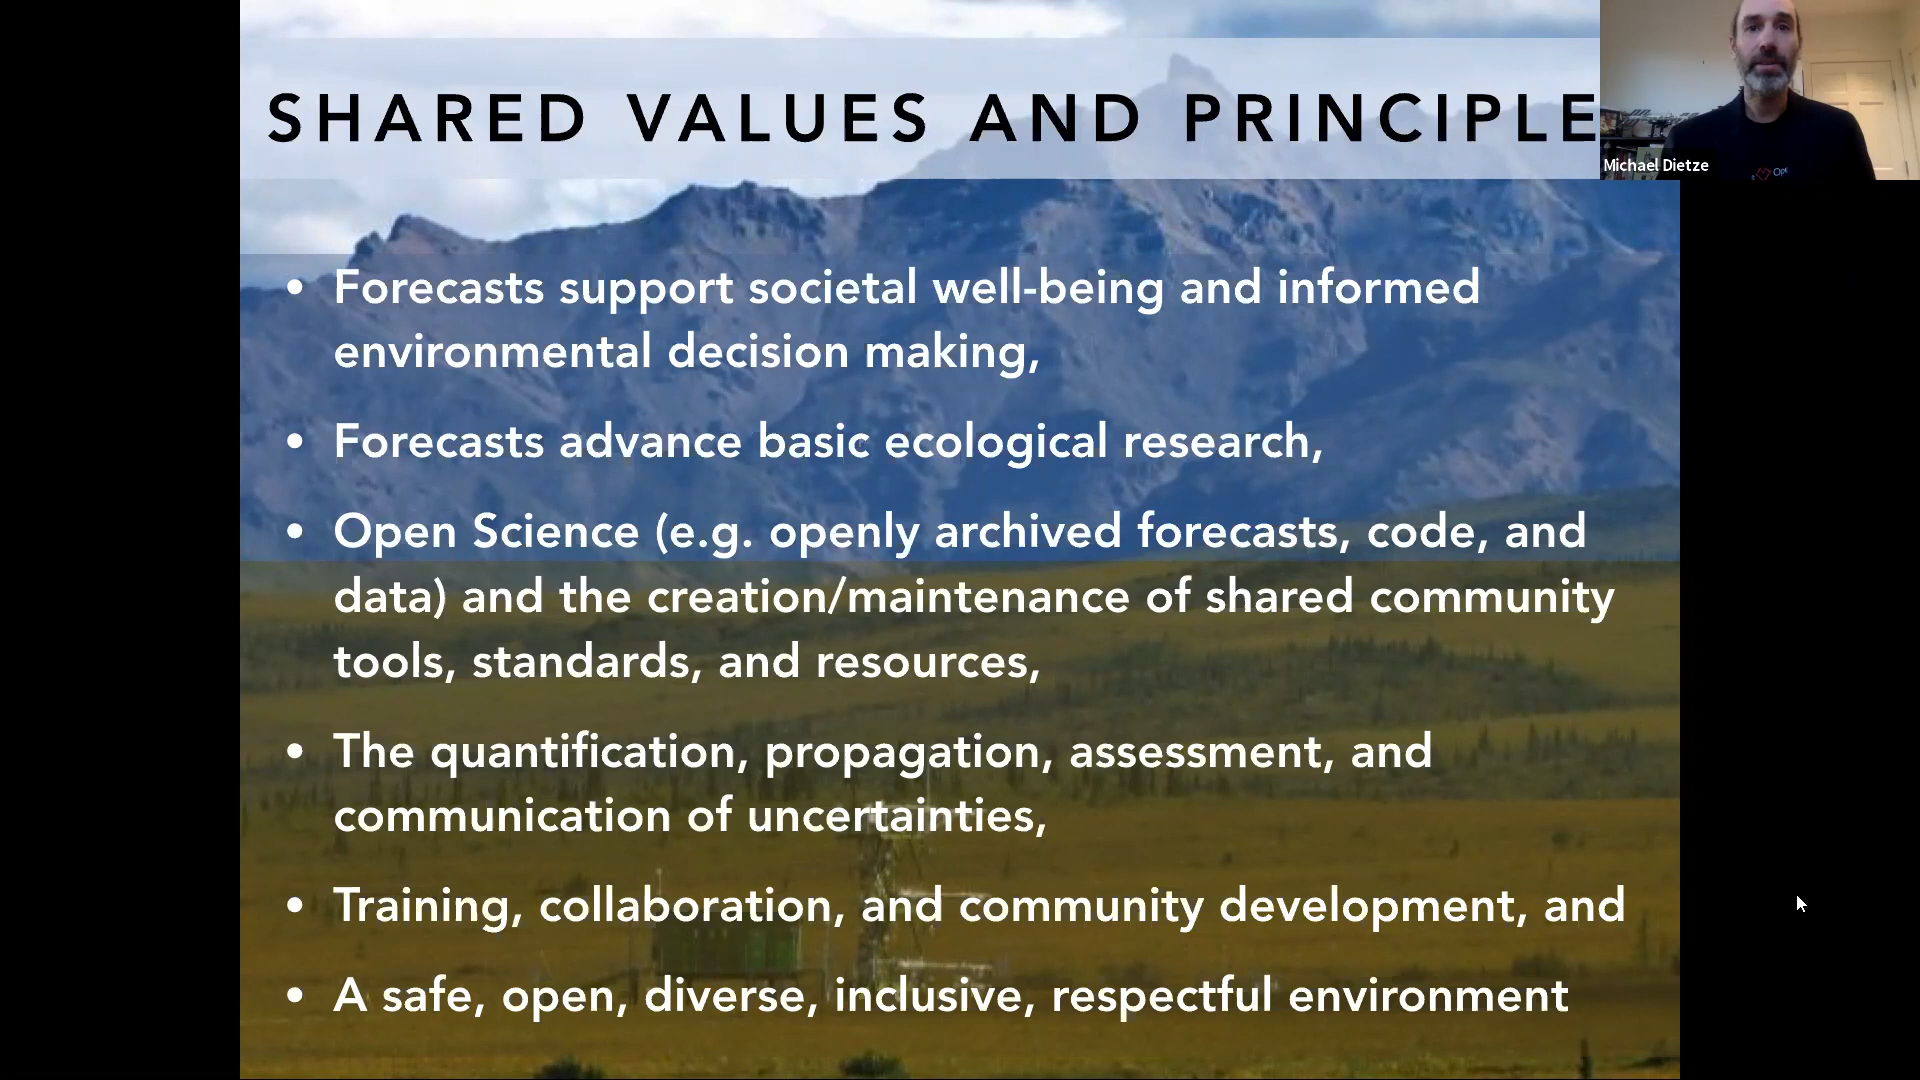 SHARED VALUES AND PRINCIPLE
Michael Dietze
• Forecasts support societal well-being and informed
environmental decision making,
• Forecasts advance basic ecological research,
• Open Science (e.g. openly archived forecasts, code, and
data) and the creation/maintenance of shared community
tools, standards, and resources,
• The quantification, propagation, assessment, and
communication of uncertainties,
• Training, collaboration, and community development, and
• A safe, open, diverse, inclusive, respectful environment